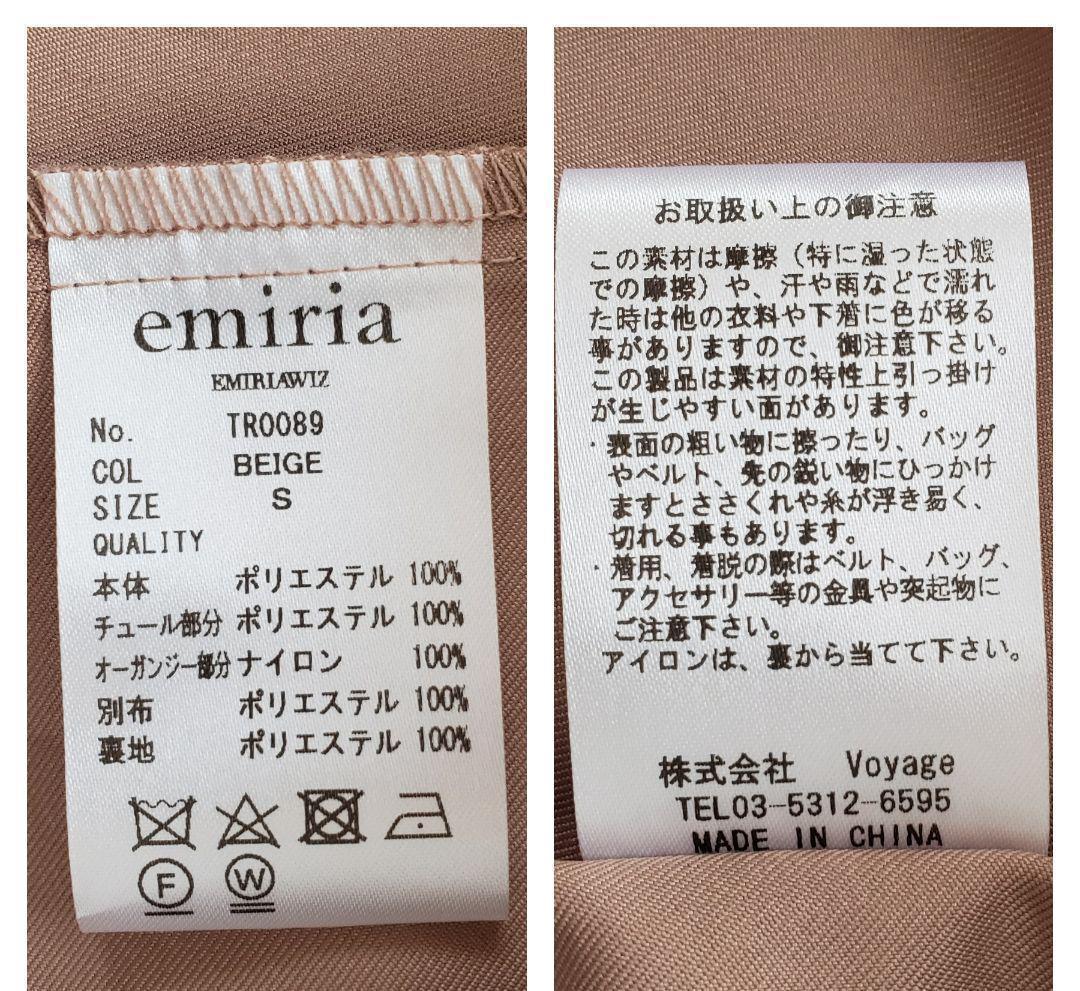 emiria
EMIRIAWIZ
No. TR0089
COL BEIGE
SIZE S
QUALITY
本体 ポリエステル 100%
チュール部分 ポリエステル 100%
オーガンジー部分 ナイロン 100%
別布 ポリエステル 100%
裏地 ポリエステル 100%
F W
お取扱い上の御注意
この素材は摩擦（特に湿った状態
での摩擦）や、汗や雨などで濡れ
た時は他の衣料や下着に色が移る
事がありますので、御注意下さい。
この製品は素材の特性上引っ掛け
が生じやすい面があります。
・表面の粗い物に擦ったり、バッグ
やベルト、先の鋭い物にひっかけ
ますとささくれや糸が浮き易く、
切れる事もあります。
・着用、着脱の際はベルト、バッグ、
アクセサリー等の金具や突起物に
ご注意下さい。
アイロンは、裏から当てて下さい。
株式会社 Voyage
TEL03-5312-6595
MADE IN CHINA